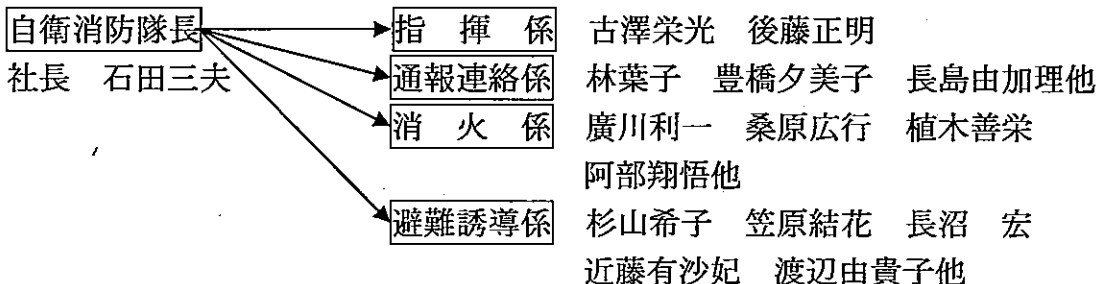 自衛消防隊長 指揮係 古澤栄光 後藤正明
社長 石田三夫 通報連絡係 林葉子 豊橋夕美子 長島由加理他
消火係 廣川利一 桑原広行 植木善栄
阿部翔悟他
避難誘導係 杉山希子 笠原結花 長沼 宏
近藤有沙妃 渡辺由貴子他